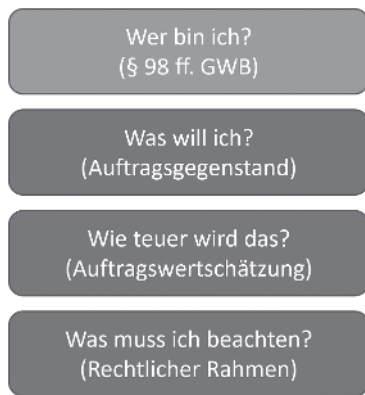 Wer bin ich?
(§ 98 ff. GWB)
Was will ich?
(Auftragsgegenstand)
Wie teuer wird das?
(Auftragswertschätzung)
Was muss ich beachten?
(Rechtlicher Rahmen)